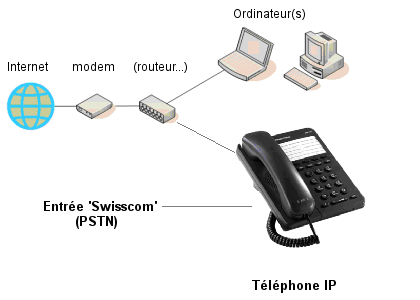 Ordinateur(s)
Internet
modem
(routeur...)
Entrée 'Swisscom'
(PSTN)
Téléphone IP